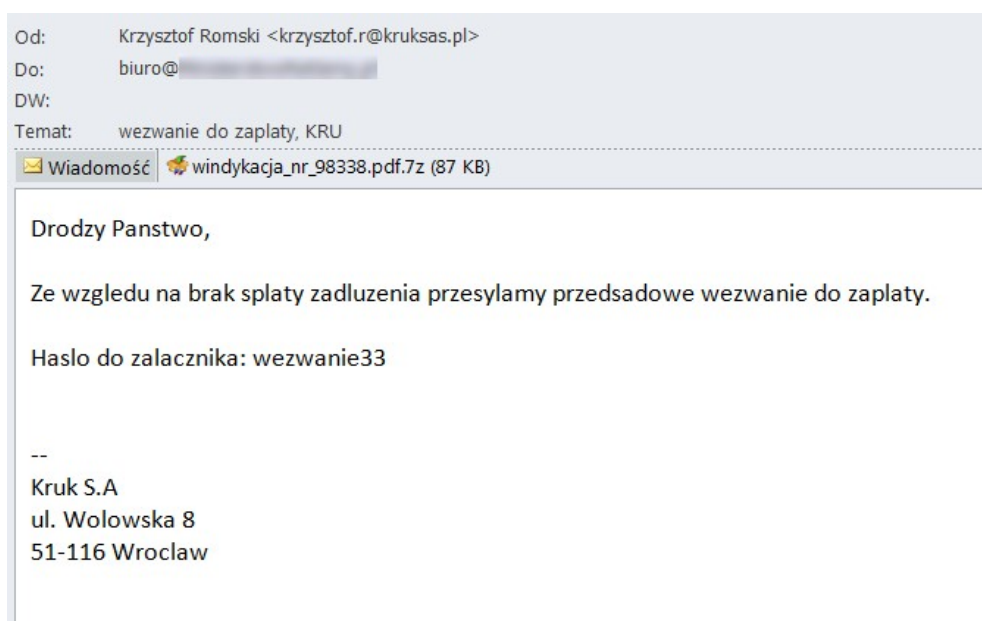 Od: Krzysztof Romski <krzysztof.r@kruksas.pl>
Do: biuro@
DW:
Temat: wezwanie do zaplaty, KRU
Wiadomość windykacja_nr_98338.pdf.7z (87 KB)
Drodzy Panstwo,
Ze wzgledu na brak splaty zadluzenia przesylamy przedsadowe wezwanie do zaplaty.
Haslo do zalacznika: wezwanie33
--
Kruk S.A
ul. Wolowska 8
51-116 Wroclaw